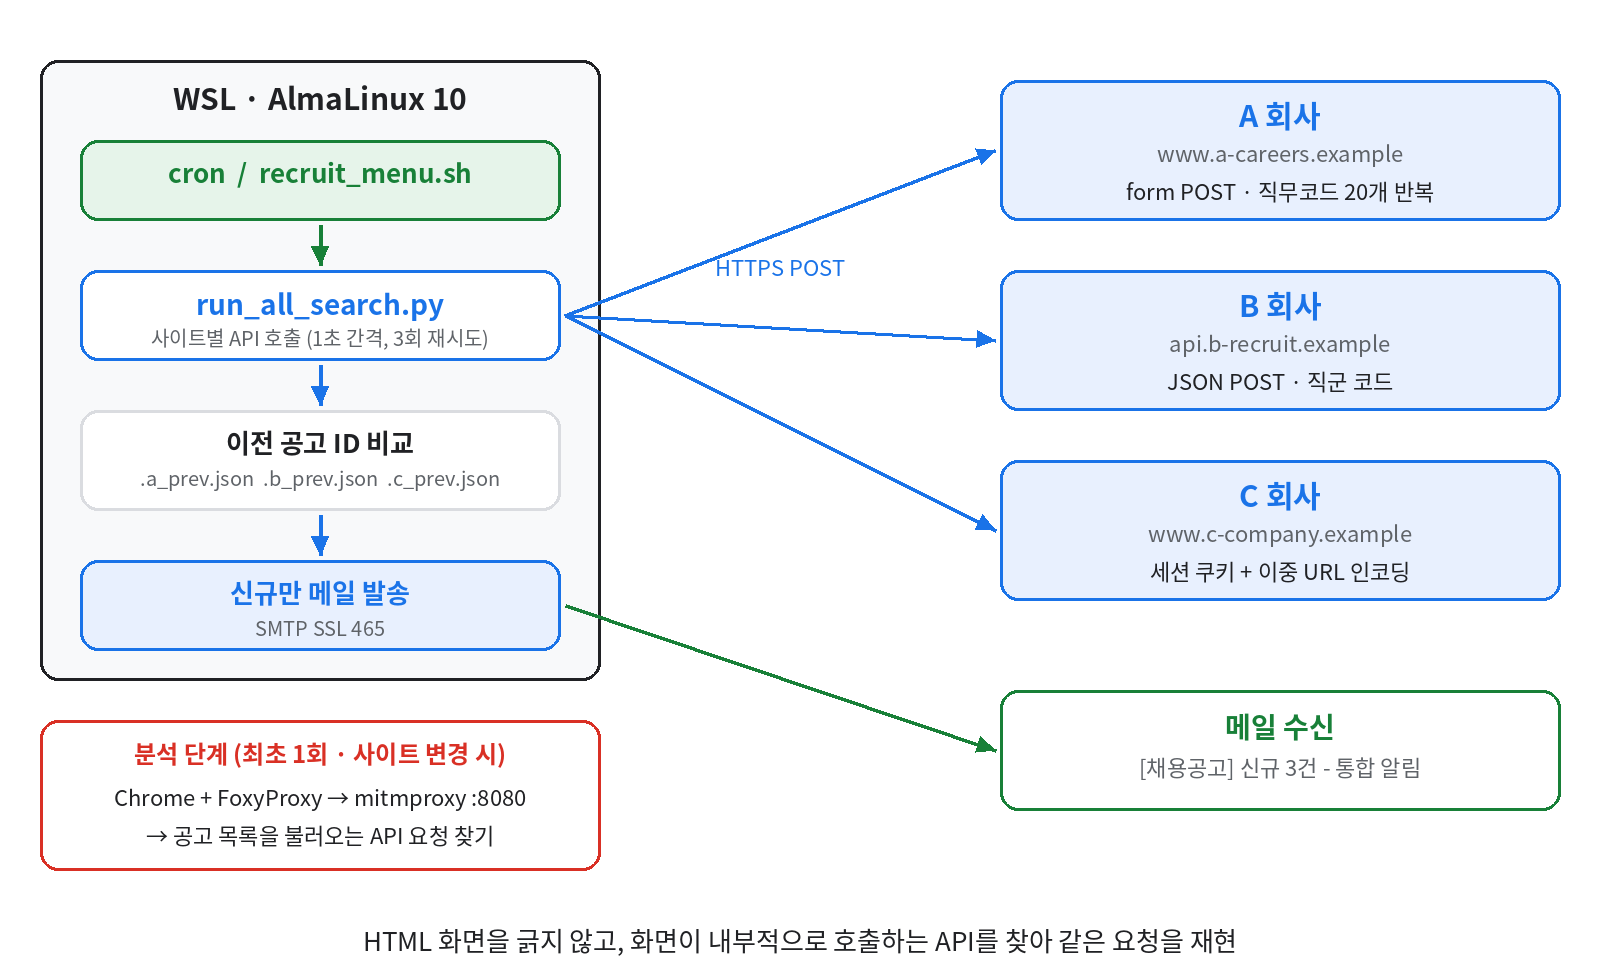 WSL · AlmaLinux 10
cron / recruit_menu.sh
run_all_search.py
사이트별 API 호출 (1초 간격, 3회 재시도)
이전 공고 ID 비교
.a_prev.json .b_prev.json .c_prev.json
신규만 메일 발송
SMTP SSL 465
HTTPS POST
A 회사
www.a-careers.example
form POST · 직무코드 20개 반복
B 회사
api.b-recruit.example
JSON POST · 직군 코드
C 회사
www.c-company.example
세션 쿠키 + 이중 URL 인코딩
메일 수신
[채용공고] 신규 3건 - 통합 알림
분석 단계 (최초 1회 · 사이트 변경 시)
Chrome + FoxyProxy → mitmproxy :8080
→ 공고 목록을 불러오는 API 요청 찾기
HTML 화면을 긁지 않고, 화면이 내부적으로 호출하는 API를 찾아 같은 요청을 재현